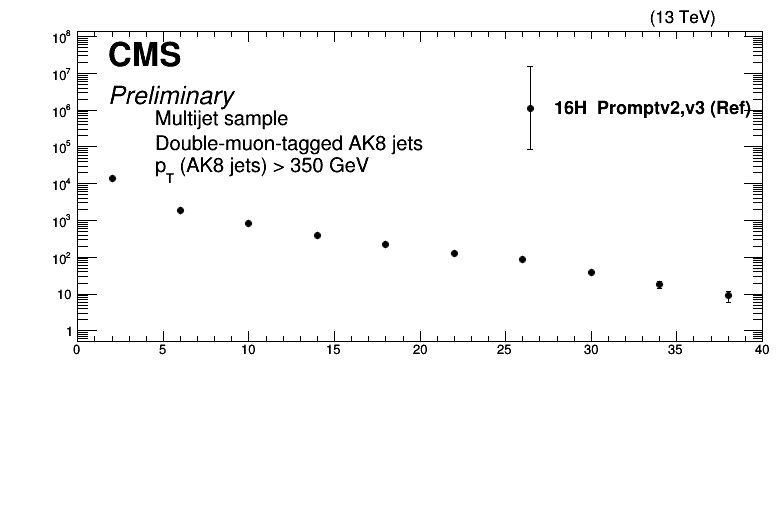 (13 TeV)
CMS
Preliminary
Multijet sample
Double-muon-tagged AK8 jets
p_T (AK8 jets) > 350 GeV
16H Promptv2,v3 (Ref)
10^8
10^7
10^6
10^5
10^4
10^3
10^2
10
1
0 5 10 15 20 25 30 35 40